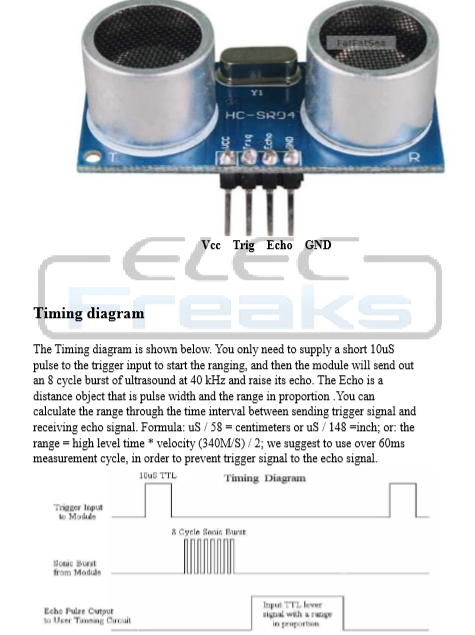 FatFatSea
Y1
HC-SR04
VCC
Trig
Echo
GND
T
R
Vcc Trig Echo GND
ELEC
Freaks
Timing diagram
The Timing diagram is shown below. You only need to supply a short 10uS
pulse to the trigger input to start the ranging, and then the module will send out
an 8 cycle burst of ultrasound at 40 kHz and raise its echo. The Echo is a
distance object that is pulse width and the range in proportion .You can
calculate the range through the time interval between sending trigger signal and
receiving echo signal. Formula: uS / 58 = centimeters or uS / 148 =inch; or: the
range = high level time * velocity (340M/S) / 2; we suggest to use over 60ms
measurement cycle, in order to prevent trigger signal to the echo signal.
10uS TTL
Timing Diagram
Trigger Input
to Module
8 Cycle Sonic Burst
Sonic Burst
from Module
Echo Pulse Output
to User Timeing Circuit
Input TTL lever
signal with a range
in proportion